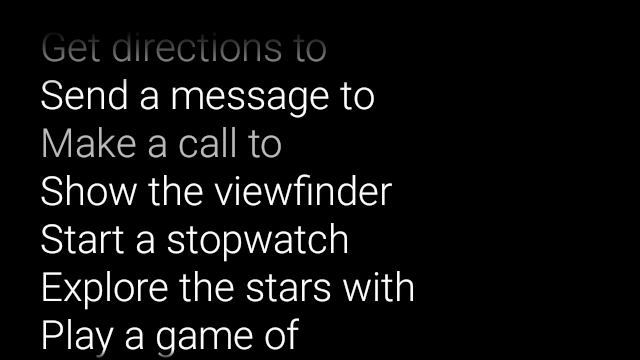 Get directions to
Send a message to
Make a call to
Show the viewfinder
Start a stopwatch
Explore the stars with
Play a game of